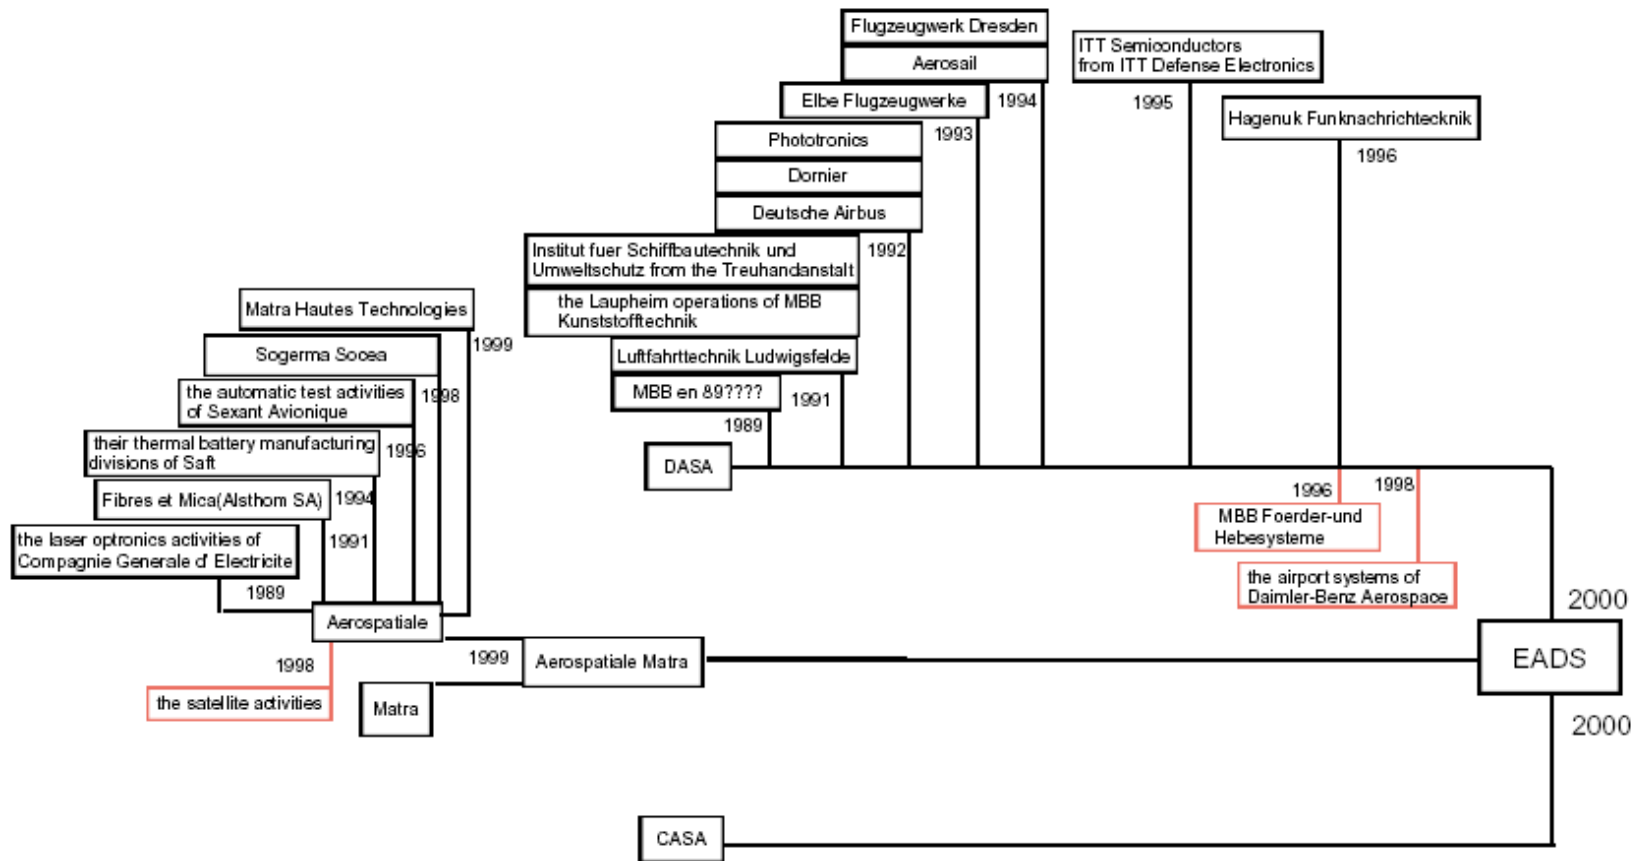 Flugzeugwerk Dresden
Aerosail
Elbe Flugzeugwerke
1994
ITT Semiconductors
from ITT Defense Electronics
1995
Hagenuk Funknachrichtecknik
1996
Phototronics
1993
Dornier
Deutsche Airbus
Institut fuer Schiffbautechnik und
Umweltschutz from the Treuhandanstalt
1992
the Laupheim operations of MBB
Kunststofftechnik
Luftfahrttechnik Ludwigsfelde
MBB en 89????
1991
1989
DASA
Matra Hautes Technologies
1999
Sogerma Socea
the automatic test activities
of Sexant Avionique
1998
their thermal battery manufacturing
divisions of Saft
1996
Fibres et Mica(Alsthom SA)
1994
the laser optronics activities of
Compagnie Generale d' Electricite
1991
1989
Aerospatiale
1996
1998
MBB Foerder-und
Hebesysteme
the airport systems of
Daimler-Benz Aerospace
2000
1998
1999
Aerospatiale Matra
EADS
the satellite activities
Matra
2000
CASA